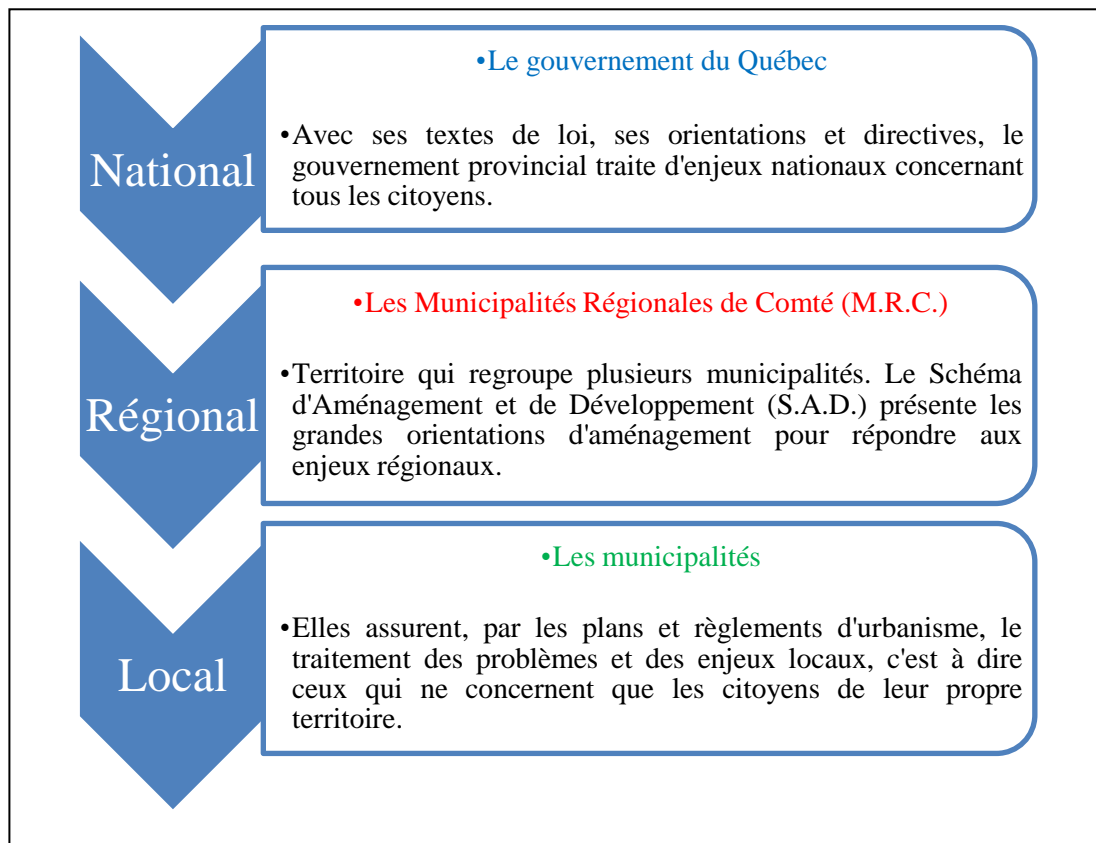 National
•Le gouvernement du Québec
•Avec ses textes de loi, ses orientations et directives, le
gouvernement provincial traite d'enjeux nationaux concernant
tous les citoyens.
Régional
•Les Municipalités Régionales de Comté (M.R.C.)
•Territoire qui regroupe plusieurs municipalités. Le Schéma
d'Aménagement et de Développement (S.A.D.) présente les
grandes orientations d'aménagement pour répondre aux
enjeux régionaux.
Local
•Les municipalités
•Elles assurent, par les plans et règlements d'urbanisme, le
traitement des problèmes et des enjeux locaux, c'est à dire
ceux qui ne concernent que les citoyens de leur propre
territoire.